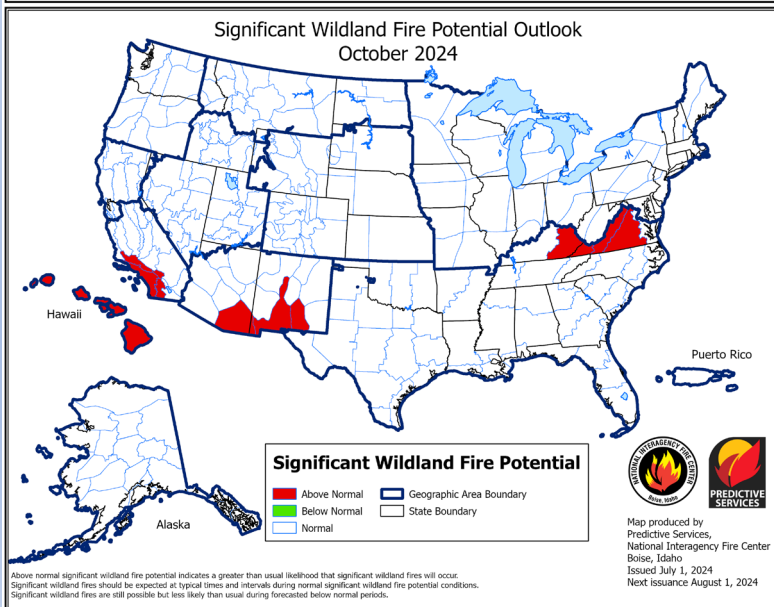 Significant Wildland Fire Potential Outlook
October 2024
Hawaii
Puerto Rico
Alaska
Significant Wildland Fire Potential
Above Normal
Below Normal
Normal
Geographic Area Boundary
State Boundary
NATIONAL INTERAGENCY FIRE CENTER
Boise, Idaho
PREDICTIVE
SERVICES
Map produced by
Predictive Services,
National Interagency Fire Center
Boise, Idaho
Issued July 1, 2024
Next issuance August 1, 2024
Above normal significant wildland fire potential indicates a greater than usual likelihood that significant wildland fires will occur.
Significant wildland fires should be expected at typical times and intervals during normal significant wildland fire potential conditions.
Significant wildland fires are still possible but less likely than usual during forecasted below normal periods.